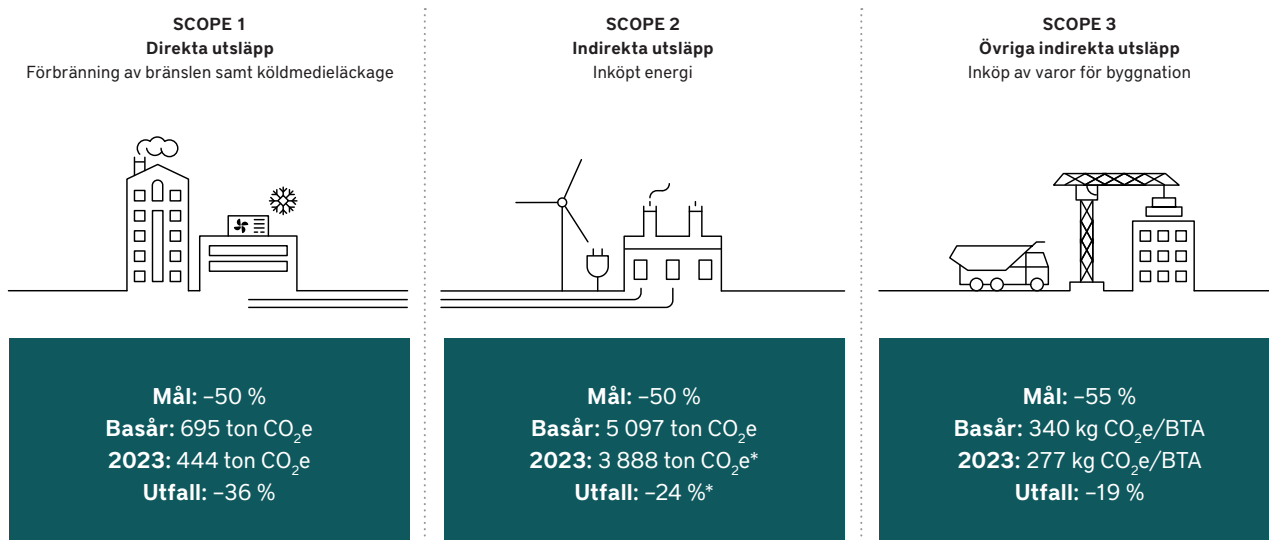 SCOPE 1
Direkta utsläpp
Förbränning av bränslen samt köldmedieläckage
Mål: –50 %
Basår: 695 ton CO₂e
2023: 444 ton CO₂e
Utfall: –36 %
SCOPE 2
Indirekta utsläpp
Inköpt energi
Mål: –50 %
Basår: 5 097 ton CO₂e
2023: 3 888 ton CO₂e*
Utfall: –24 %*
SCOPE 3
Övriga indirekta utsläpp
Inköp av varor för byggnation
Mål: –55 %
Basår: 340 kg CO₂e/BTA
2023: 277 kg CO₂e/BTA
Utfall: –19 %